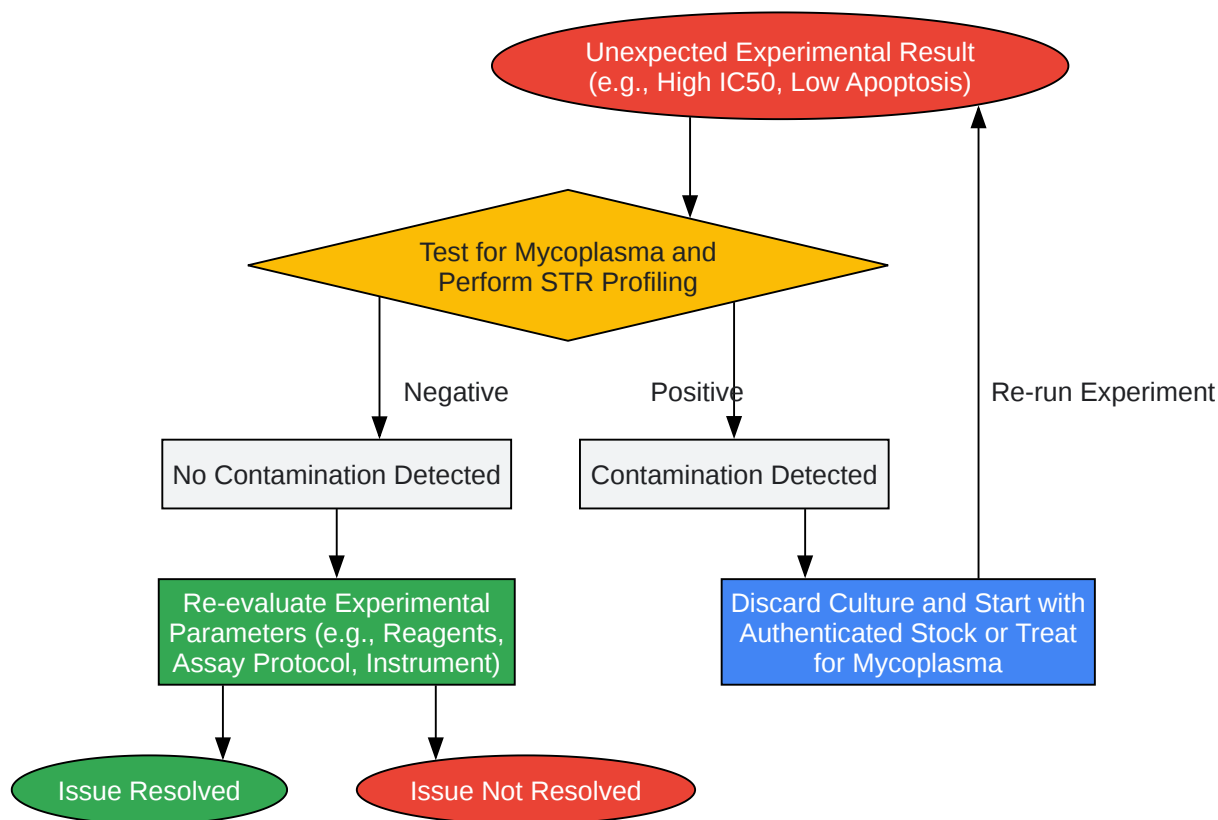 Unexpected Experimental Result
(e.g., High IC50, Low Apoptosis)
Test for Mycoplasma and
Perform STR Profiling
Negative
Positive
Re-run Experiment
No Contamination Detected
Contamination Detected
Re-evaluate Experimental
Parameters (e.g., Reagents,
Assay Protocol, Instrument)
Discard Culture and Start with
Authenticated Stock or Treat
for Mycoplasma
Issue Resolved
Issue Not Resolved